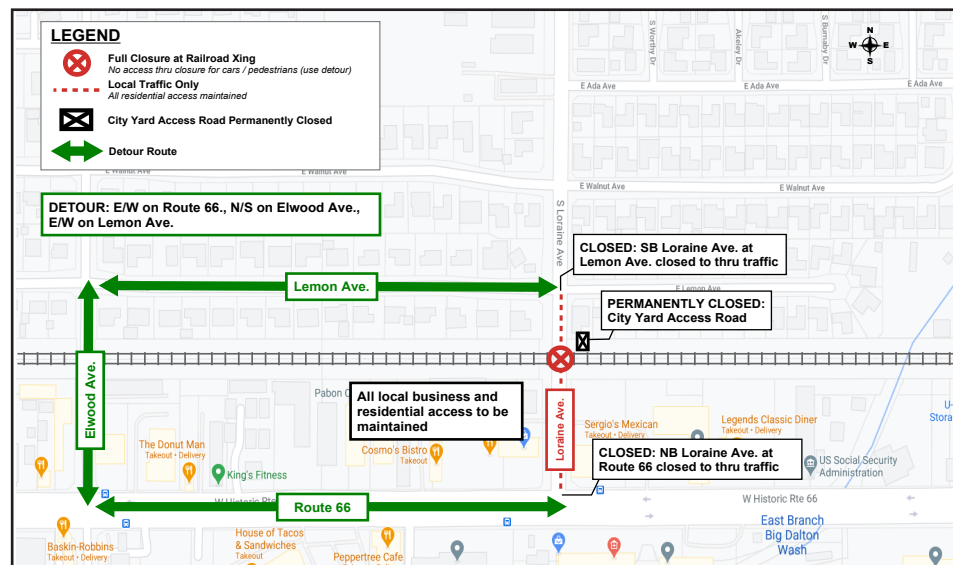 LEGEND
Full Closure at Railroad Xing
No access thru closure for cars / pedestrians (use detour)
Local Traffic Only
All residential access maintained
City Yard Access Road Permanently Closed
Detour Route
S Worthy Dr
Akeley Dr
S Burnaby Dr
N
W
E
S
E Ada Ave
E Ada Ave
E Walnut Ave
E Walnut Ave
E Walnut Ave
E Walnut Ave
DETOUR: E/W on Route 66., N/S on Elwood Ave.,
E/W on Lemon Ave.
S Loraine Ave
CLOSED: SB Loraine Ave. at
Lemon Ave. closed to thru traffic
Lemon Ave.
E Lemon Ave
PERMANENTLY CLOSED:
City Yard Access Road
Elwood Ave.
Pabon
All local business and
residential access to be
maintained
Loraine Ave.
Sergio's Mexican
Takeout • Delivery
Legends Classic Diner
Takeout • Delivery
U-
Stora
The Donut Man
Takeout • Delivery
Cosmo's Bistro
Takeout
CLOSED: NB Loraine Ave. at
Route 66 closed to thru traffic
US Social Security
Administration
King's Fitness
W Historic Rte
Route 66
W Historic Rte 66
House of Tacos
& Sandwiches
Takeout • Delivery
Baskin-Robbins
Takeout • Delivery
Peppertree Cafe
East Branch
Big Dalton
Wash